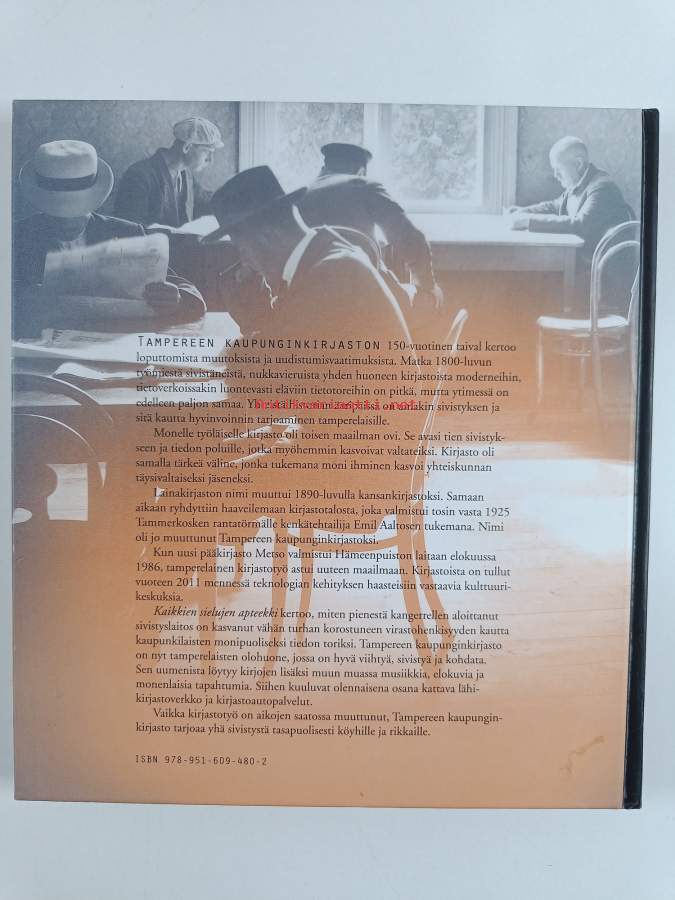 TAMPEREEN KAUPUNGINKIRJASTON 150-vuotinen taival kertoo
loputtomista muutoksista ja uudistumisvaatimuksista. Matka 1800-luvun
työmiestä sivistäneistä, nukkavieruista yhden huoneen kirjastoista moderneihin,
tietoverkoissakin luontevasti eläviin tietotoreihin on pitkä, mutta ytimessä on
edelleen paljon samaa. on sivistyksen ja
sitä kautta hyvinvoinnin tarjoaminen tamperelaisille.
Monelle työläiselle kirjasto oli toisen maailman ovi. Se avasi tien sivistyk-
seen ja tiedon poluille, jotka myöhemmin kasvoivat valtateiksi. Kirjasto oli
samalla tärkeä väline, jonka tukemana moni ihminen kasvoi yhteiskunnan
täysivaltaiseksi jäseneksi.
Lainakirjaston nimi muuttui 1890-luvulla kansankirjastoksi. Samaan
aikaan ryhdyttiin haaveilemaan kirjastotalosta, joka valmistui tosin vasta 1925
Tammerkosken rantatörmälle kenkätehtailija Emil Aaltosen tukemana. Nimi
oli jo muuttunut Tampereen kaupunginkirjastoksi.
Kun uusi pääkirjasto Metso valmistui Hämeenpuiston laitaan elokuussa
1986, tamperelainen kirjastotyö astui uuteen maailmaan. Kirjastoista on tullut
vuoteen 2011 mennessä teknologian kehityksen haasteisiin vastaavia kulttuuri-
keskuksia.
Kaikkien sielujen apteekki kertoo, miten pienestä kangerrellen aloittanut
sivistyslaitos on kasvanut vähän turhan korostuneen virastohenkisyyden kautta
kaupunkilaisten monipuoliseksi tiedon toriksi. Tampereen kaupunginkirjasto
on nyt tamperelaisten olohuone, jossa on hyvä viihtyä, sivistyä ja kohdata.
Sen uumenista löytyy kirjojen lisäksi muun muassa musiikkia, elokuvia ja
monenlaisia tapahtumia. Siihen kuuluvat olennaisena osana kattava lähi-
kirjastoverkko ja kirjastoautopalvelut.
Vaikka kirjastotyö on aikojen saatossa muuttunut, Tampereen kaupungin-
kirjasto tarjoaa yhä sivistystä tasapuolisesti köyhille ja rikkaille.
ISBN 978-951-609-480-2